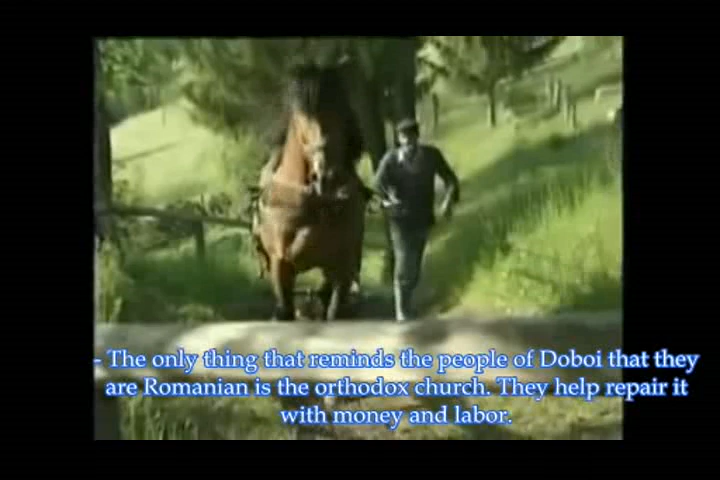 - The only thing that reminds the people of Doboi that they
are Romanian is the orthodox church. They help repair it
with money and labor.